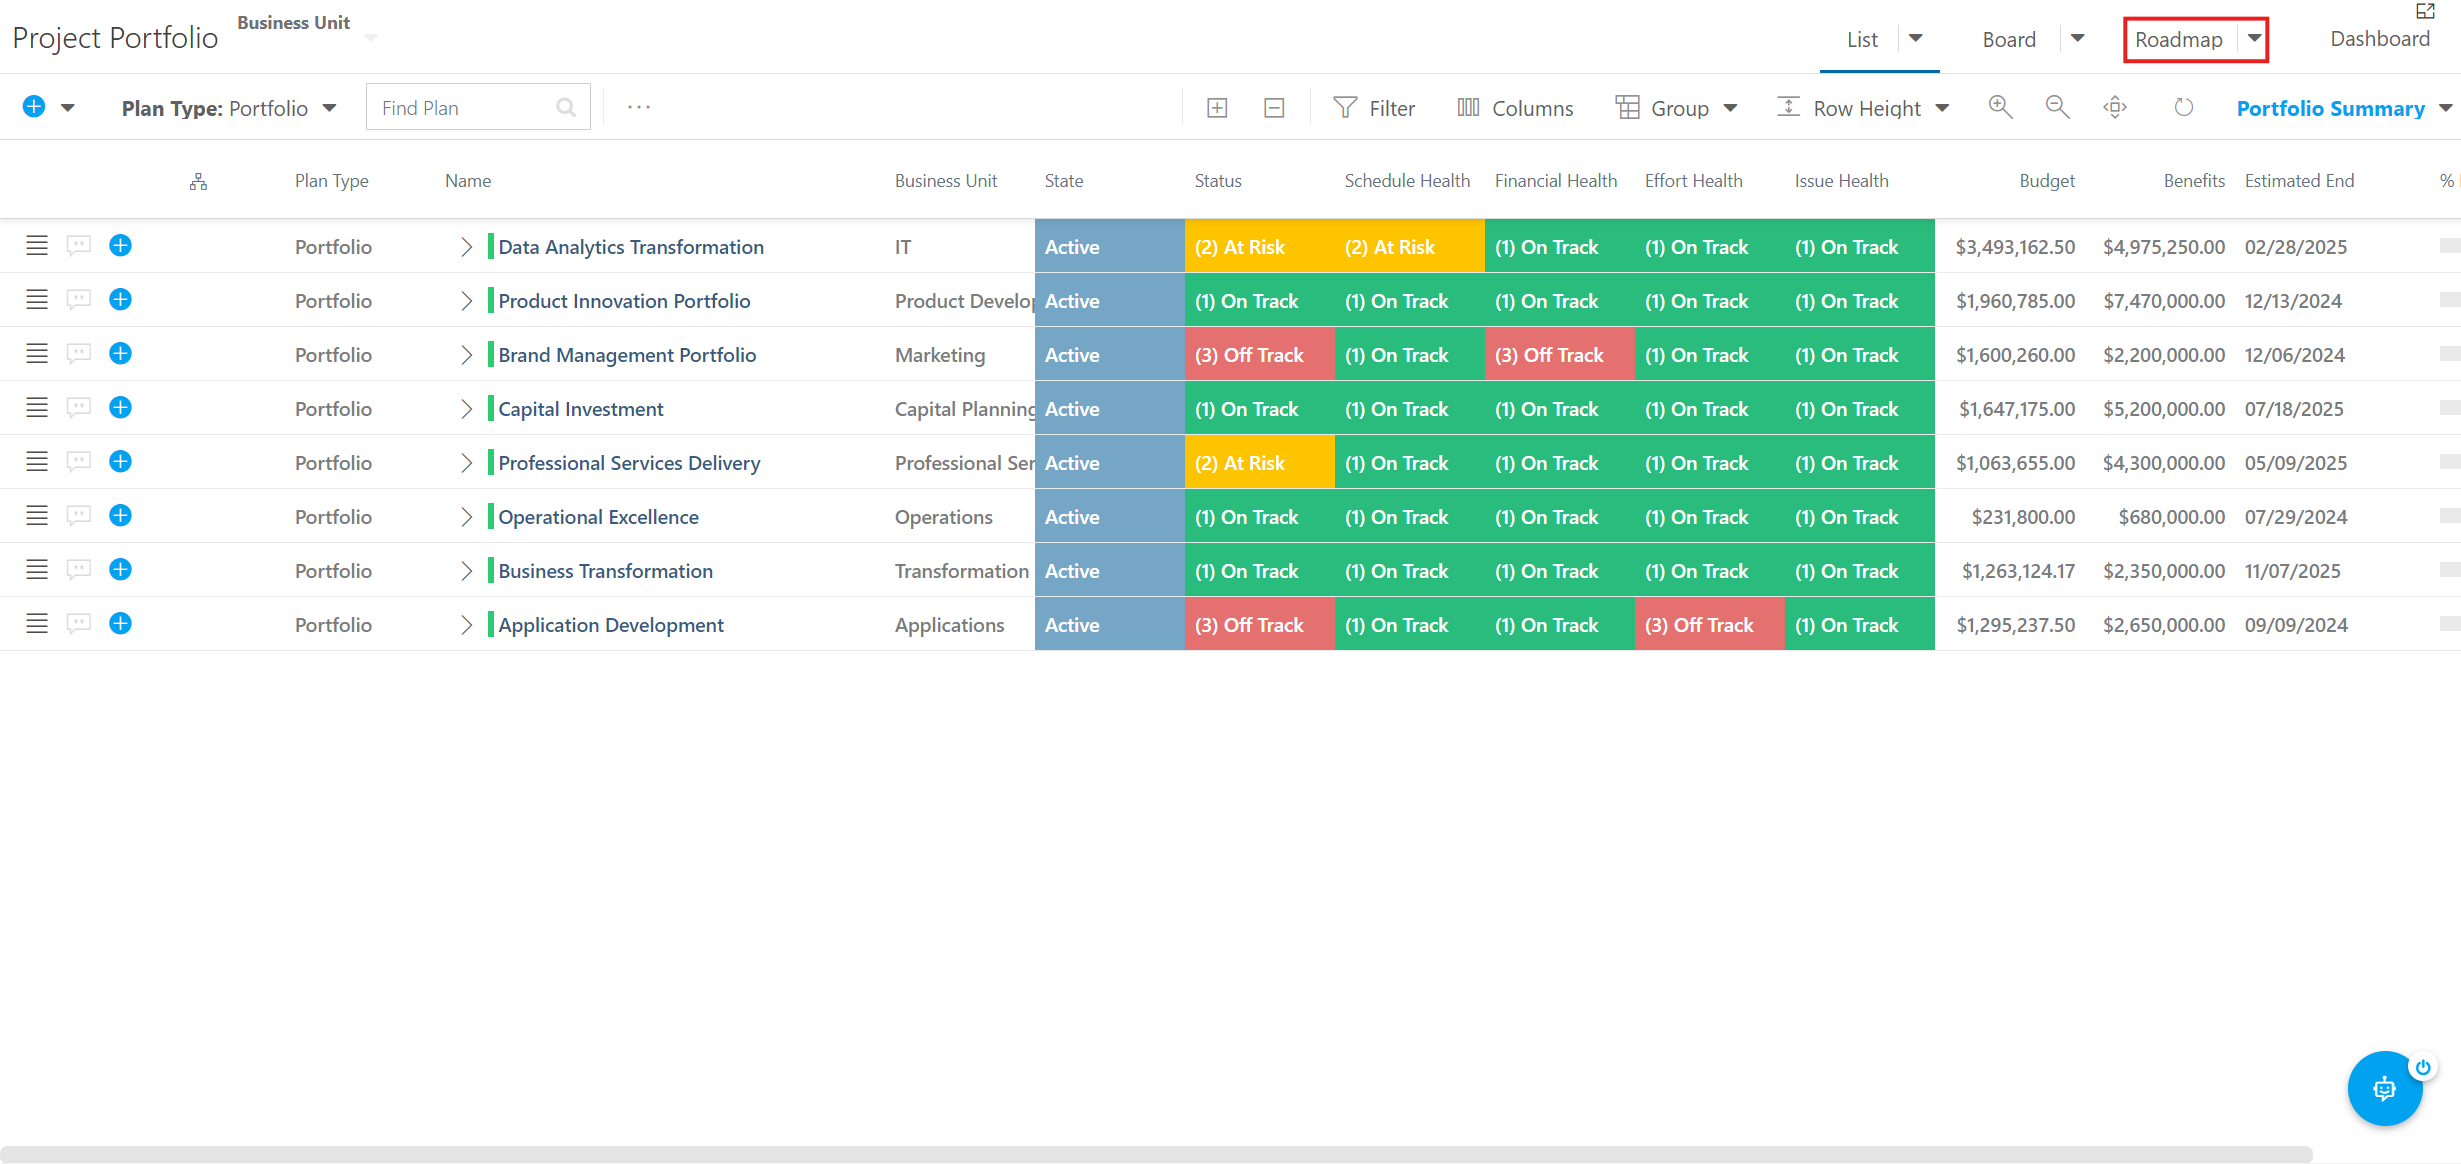 Project Portfolio Business Unit List Board Roadmap Dashboard
Plan Type: Portfolio Find Plan ... Filter Columns Group Row Height Portfolio Summary
Plan Type Name Business Unit State Status Schedule Health Financial Health Effort Health Issue Health Budget Benefits Estimated End %
Portfolio Data Analytics Transformation IT Active (2) At Risk (2) At Risk (1) On Track (1) On Track (1) On Track $3,493,162.50 $4,975,250.00 02/28/2025
Portfolio Product Innovation Portfolio Product Develop Active (1) On Track (1) On Track (1) On Track (1) On Track (1) On Track $1,960,785.00 $7,470,000.00 12/13/2024
Portfolio Brand Management Portfolio Marketing Active (3) Off Track (1) On Track (3) Off Track (1) On Track (1) On Track $1,600,260.00 $2,200,000.00 12/06/2024
Portfolio Capital Investment Capital Planning Active (1) On Track (1) On Track (1) On Track (1) On Track (1) On Track $1,647,175.00 $5,200,000.00 07/18/2025
Portfolio Professional Services Delivery Professional Ser Active (2) At Risk (1) On Track (1) On Track (1) On Track (1) On Track $1,063,655.00 $4,300,000.00 05/09/2025
Portfolio Operational Excellence Operations Active (1) On Track (1) On Track (1) On Track (1) On Track (1) On Track $231,800.00 $680,000.00 07/29/2024
Portfolio Business Transformation Transformation Active (1) On Track (1) On Track (1) On Track (1) On Track (1) On Track $1,263,124.17 $2,350,000.00 11/07/2025
Portfolio Application Development Applications Active (3) Off Track (1) On Track (1) On Track (3) Off Track (1) On Track $1,295,237.50 $2,650,000.00 09/09/2024